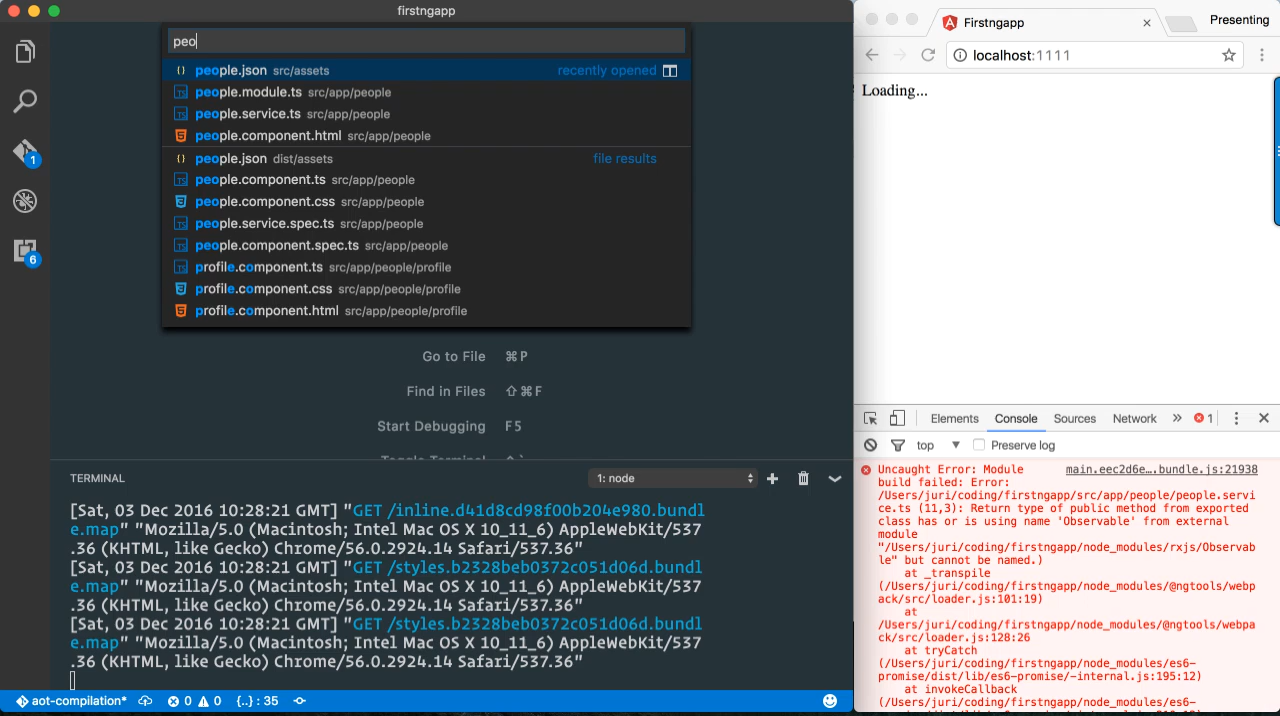 firstngapp
peo
people.json src/assets recently opened
people.module.ts src/app/people
people.service.ts src/app/people
people.component.html src/app/people
people.json dist/assets file results
people.component.ts src/app/people
people.component.css src/app/people
people.service.spec.ts src/app/people
people.component.spec.ts src/app/people
profile.component.ts src/app/people/profile
profile.component.css src/app/people/profile
profile.component.html src/app/people/profile
Go to File ⌘P
Find in Files ⇧⌘F
Start Debugging F5
1
6
TERMINAL 1: node
[Sat, 03 Dec 2016 10:28:21 GMT] "GET /inline.d41d8cd98f00b204e980.bundl
e.map" "Mozilla/5.0 (Macintosh; Intel Mac OS X 10_11_6) AppleWebKit/537
.36 (KHTML, like Gecko) Chrome/56.0.2924.14 Safari/537.36"
[Sat, 03 Dec 2016 10:28:21 GMT] "GET /styles.b2328beb0372c051d06d.bundl
e.map" "Mozilla/5.0 (Macintosh; Intel Mac OS X 10_11_6) AppleWebKit/537
.36 (KHTML, like Gecko) Chrome/56.0.2924.14 Safari/537.36"
[Sat, 03 Dec 2016 10:28:21 GMT] "GET /styles.b2328beb0372c051d06d.bundl
e.map" "Mozilla/5.0 (Macintosh; Intel Mac OS X 10_11_6) AppleWebKit/537
.36 (KHTML, like Gecko) Chrome/56.0.2924.14 Safari/537.36"
aot-compilation* 0 0 {..} : 35
Firstngapp Presenting
localhost:1111
Loading...
Elements Console Sources Network » 1
top Preserve log
Uncaught Error: Module main.eec2d6e….bundle.js:21938
build failed: Error:
/Users/juri/coding/firstngapp/src/app/people/people.servi
ce.ts (11,3): Return type of public method from exported
class has or is using name 'Observable' from external
module
"/Users/juri/coding/firstngapp/node_modules/rxjs/Observab
le" but cannot be named.)
at _transpile
(/Users/juri/coding/firstngapp/node_modules/@ngtools/webp
ack/src/loader.js:101:19)
at
/Users/juri/coding/firstngapp/node_modules/@ngtools/webpa
ck/src/loader.js:128:26
at tryCatch
(/Users/juri/coding/firstngapp/node_modules/es6-
promise/dist/lib/es6-promise/-internal.js:195:12)
at invokeCallback
(/Users/juri/coding/firstngapp/node_modules/es6-